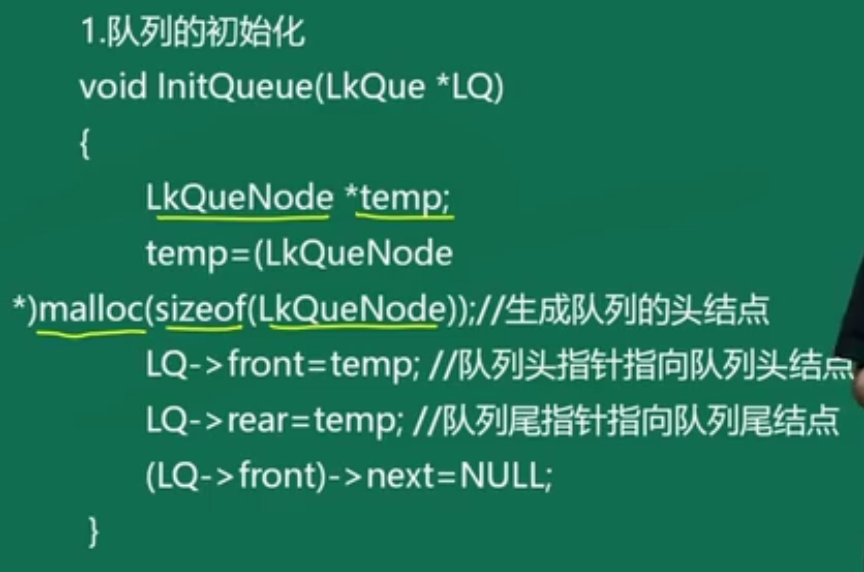 1.队列的初始化
void InitQueue(LkQue *LQ)
{
LkQueNode *temp;
temp=(LkQueNode
*)malloc(sizeof(LkQueNode));//生成队列的头结点
LQ->front=temp; //队列头指针指向队列头结点
LQ->rear=temp; //队列尾指针指向队列尾结点
(LQ->front)->next=NULL;
}